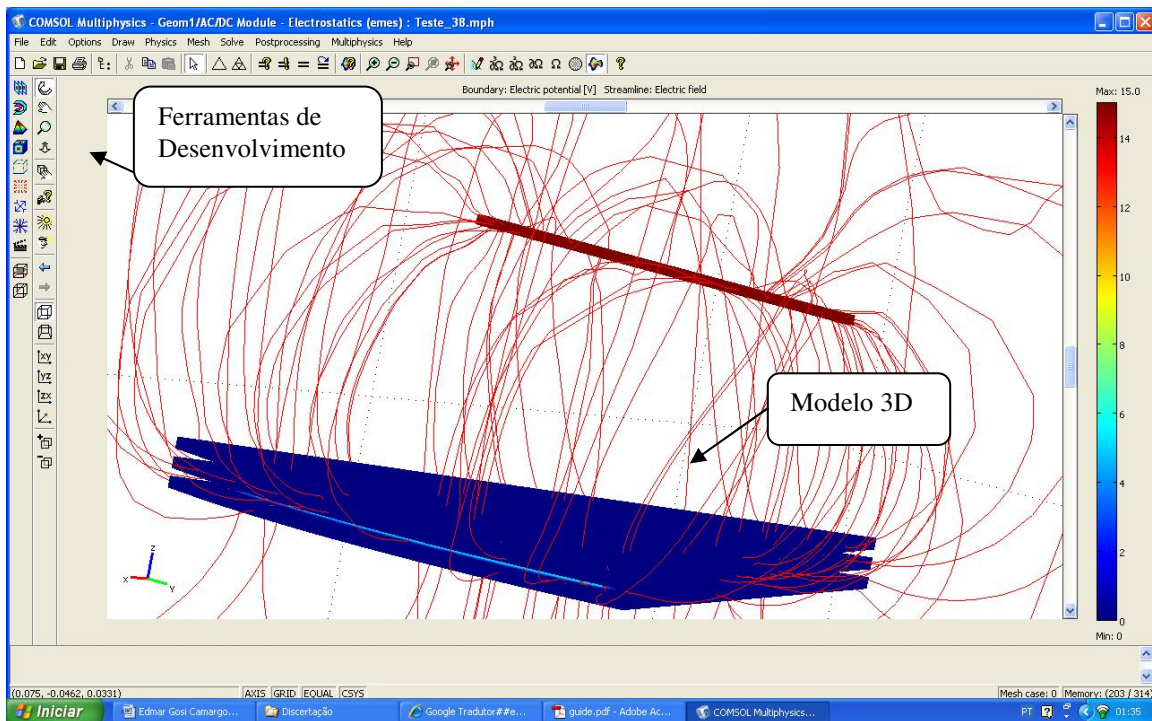 COMSOL Multiphysics - Geom1/AC/DC Module - Electrostatics (emes) : Teste_38.mph
File Edit Options Draw Physics Mesh Solve Postprocessing Multiphysics Help
Boundary: Electric potential [V] Streamline: Electric field
Max: 15.0
Ferramentas de
Desenvolvimento
14
12
10
8
6
4
2
0
Min: 0
Modelo 3D
xy
yz
zx
z
x
y
(0.075, -0.0462, 0.0331)
AXIS GRID EQUAL CSYS
Mesh case: 0 Memory: (203 / 314)
Iniciar
Edmar Gosi Camargo...
Discertação
Google Tradutor##e...
guide.pdf - Adobe Ac...
COMSOL Multiphysics...
PT
01:35